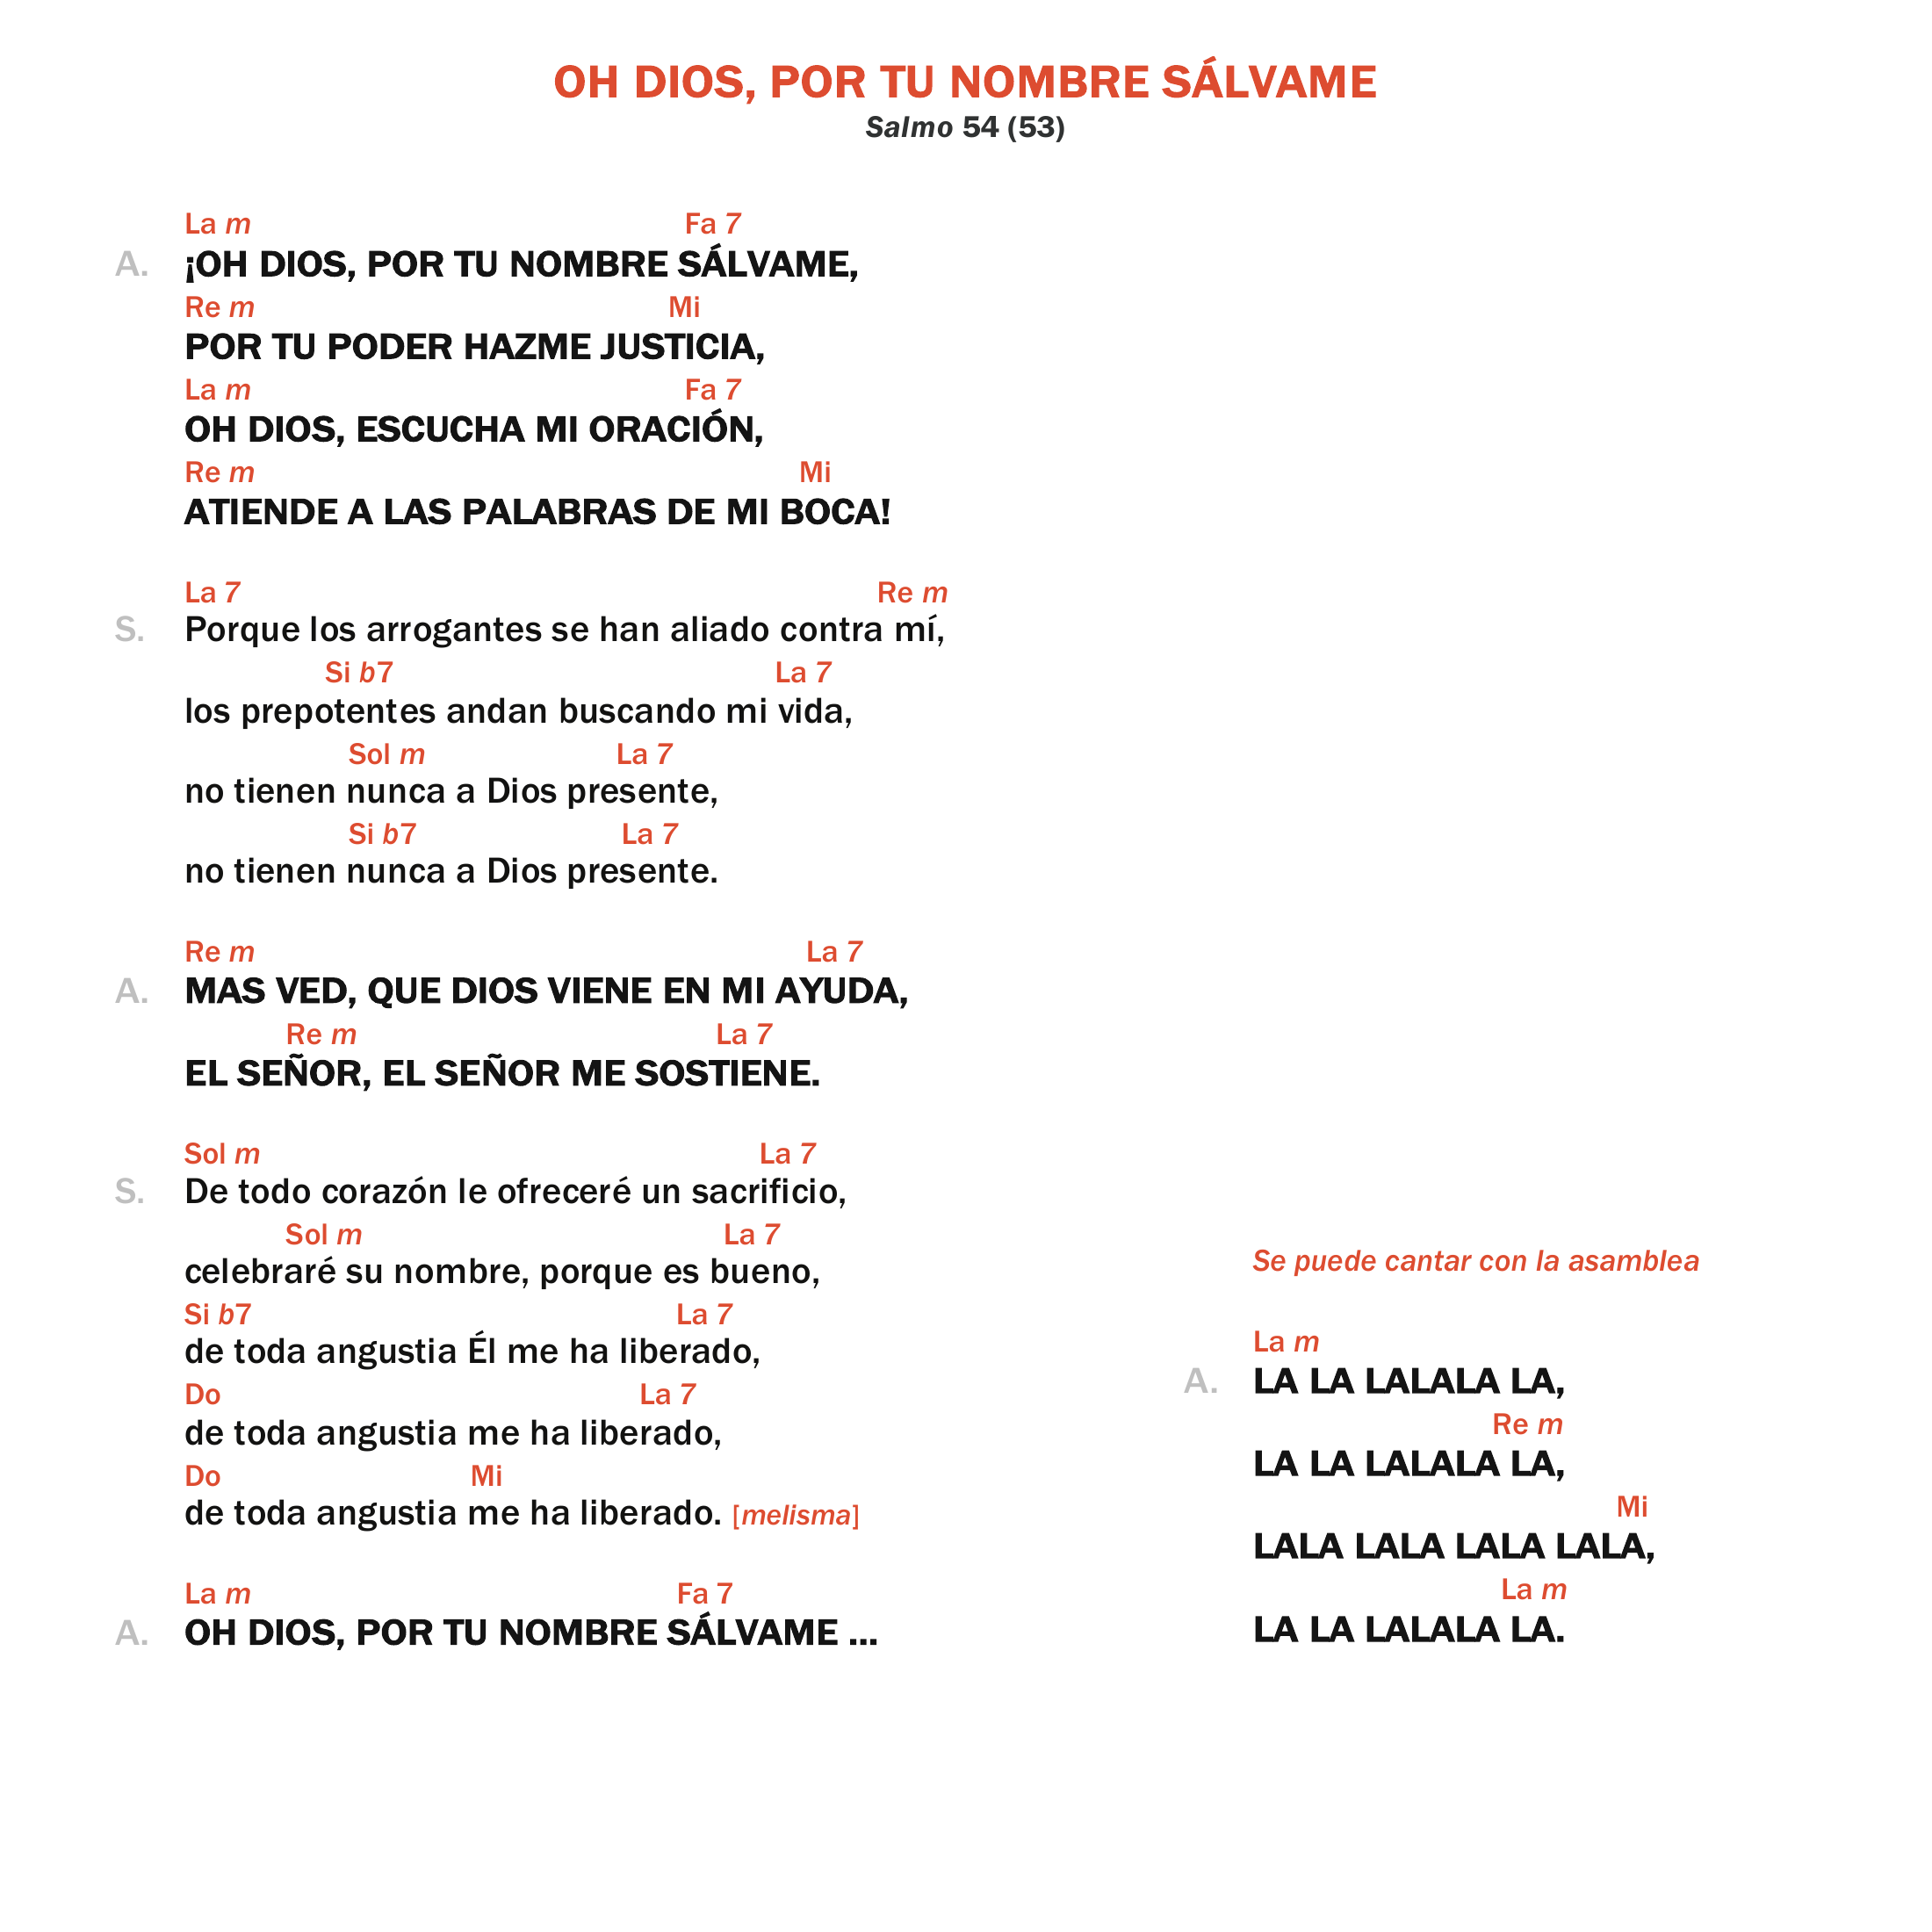 OH DIOS, POR TU NOMBRE SÁLVAME
Salmo 54 (53)
La m Fa 7
A. ¡OH DIOS, POR TU NOMBRE SÁLVAME,
Re m Mi
POR TU PODER HAZME JUSTICIA,
La m Fa 7
OH DIOS, ESCUCHA MI ORACIÓN,
Re m Mi
ATIENDE A LAS PALABRAS DE MI BOCA!
La 7 Re m
S. Porque los arrogantes se han aliado contra mí,
Si b7 La 7
los prepotentes andan buscando mi vida,
Sol m La 7
no tienen nunca a Dios presente,
Si b7 La 7
no tienen nunca a Dios presente.
Re m La 7
A. MAS VED, QUE DIOS VIENE EN MI AYUDA,
Re m La 7
EL SEÑOR, EL SEÑOR ME SOSTIENE.
Sol m La 7
S. De todo corazón le ofreceré un sacrificio,
Sol m La 7
celebraré su nombre, porque es bueno,
Si b7 La 7
de toda angustia Él me ha liberado,
Do La 7
de toda angustia me ha liberado,
Do Mi
de toda angustia me ha liberado. [melisma]
La m Fa 7
A. OH DIOS, POR TU NOMBRE SÁLVAME ...
Se puede cantar con la asamblea
La m
A. LA LA LALALA LA,
Re m
LA LA LALALA LA,
Mi
LALA LALA LALA LALA,
La m
LA LA LALALA LA.